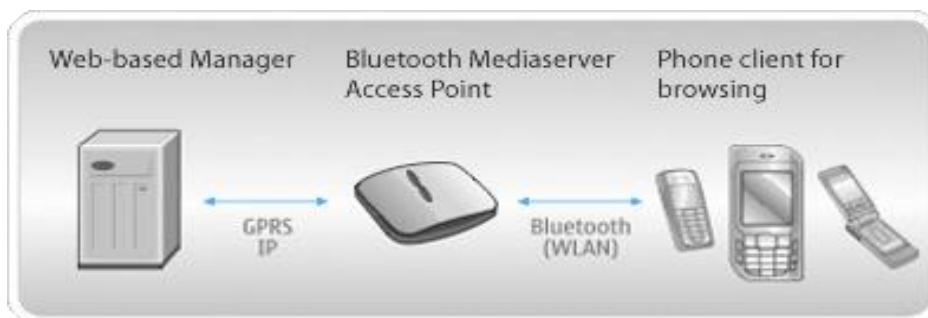 Web-based Manager
Bluetooth Mediaserver
Access Point
Phone client for
browsing
GPRS
IP
Bluetooth
(WLAN)